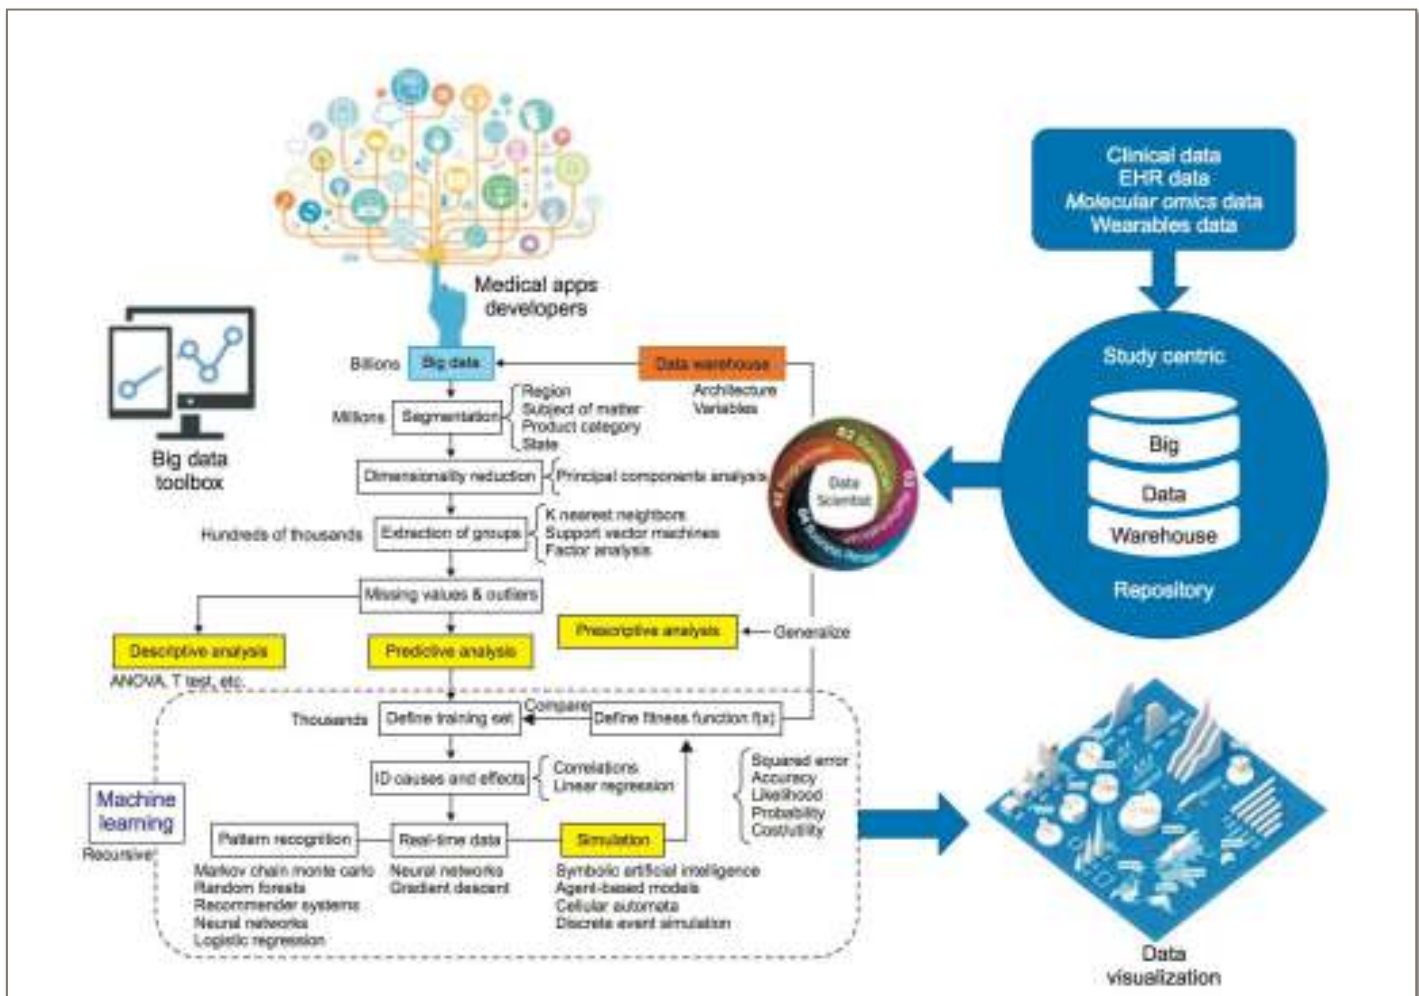 Clinical data
EHR data
Molecular omics data
Wearables data
Medical apps
developers
Billions
Big data
Data warehouse
Architecture
Variables
Study centric
Big
Data
Warehouse
Repository
Millions
Segmentation
Region
Subject of matter
Product category
State
Big data
toolbox
Dimensionality reduction
Principal components analysis
Data
Scientist
Hundreds of thousands
Extraction of groups
K nearest neighbors
Support vector machines
Factor analysis
Missing values & outliers
Descriptive analysis
ANOVA, T test, etc.
Predictive analysis
Prescriptive analysis
Generalize
Thousands
Define training set
Compare
Define fitness function f(x)
ID causes and effects
Correlations
Linear regression
Squared error
Accuracy
Likelihood
Probability
Cost/utility
Machine
learning
Recursive
Pattern recognition
Real-time data
Simulation
Markov chain monte carlo
Random forests
Recommender systems
Neural networks
Logistic regression
Neural networks
Gradient descent
Symbolic artificial intelligence
Agent-based models
Cellular automata
Discrete event simulation
Data
visualization